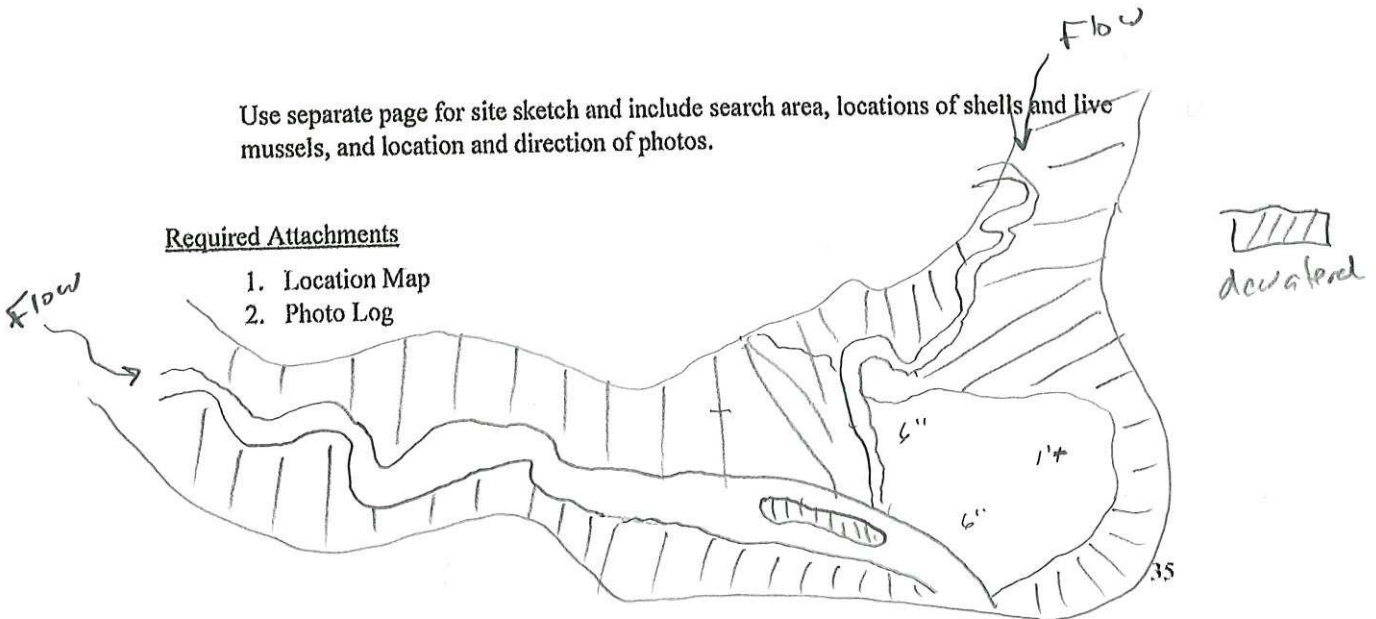 Flow
Use separate page for site sketch and include search area, locations of shells and live
mussels, and location and direction of photos.
Required Attachments
1. Location Map
2. Photo Log
Flow
dewatered
6"
1'+
6"
35